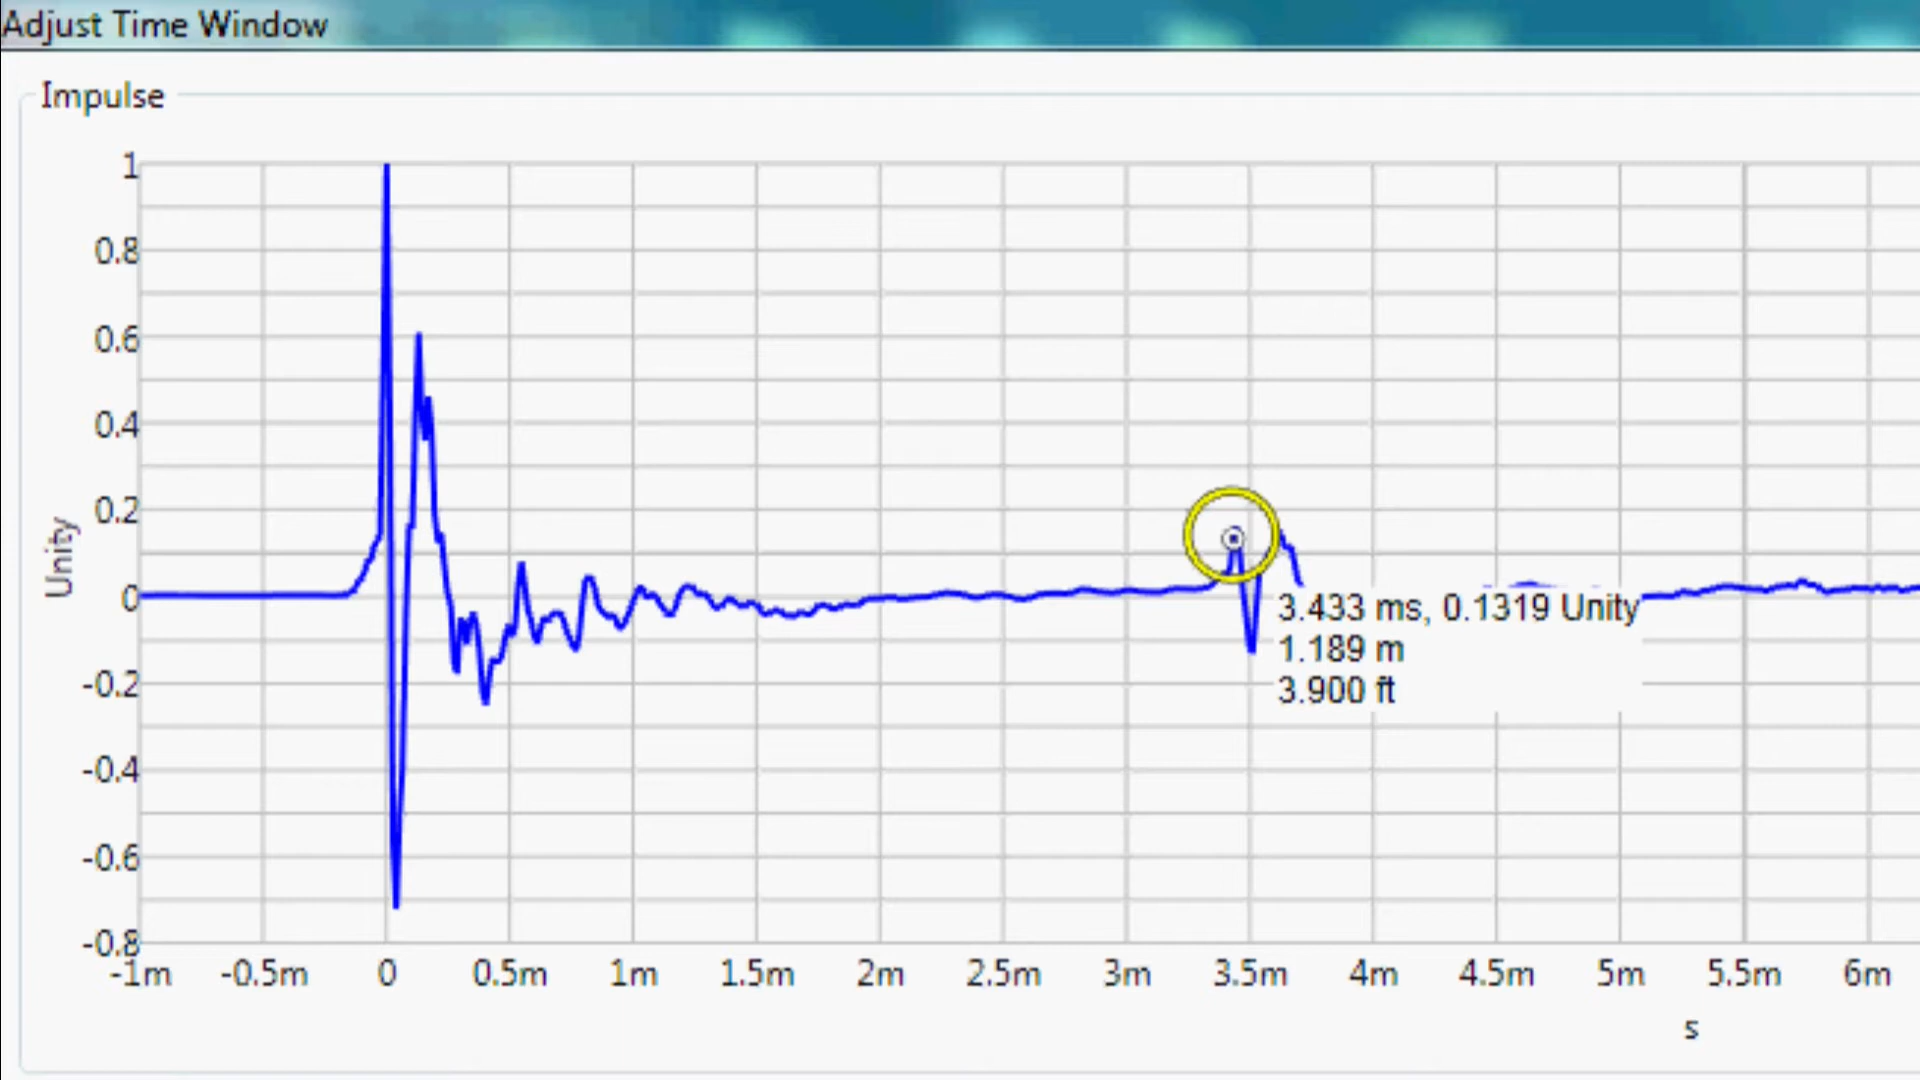 Adjust Time Window
Impulse
1
0.8
0.6
0.4
0.2
0
-0.2
-0.4
-0.6
-0.8
Unity
3.433 ms, 0.1319 Unity
1.189 m
3.900 ft
-1m -0.5m 0 0.5m 1m 1.5m 2m 2.5m 3m 3.5m 4m 4.5m 5m 5.5m 6m
s